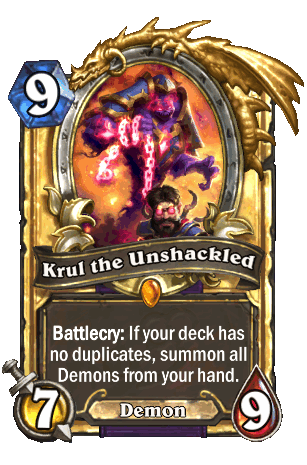 9
Krul the Unshackled
Battlecry: If your deck has
no duplicates, summon all
Demons from your hand.
7
Demon
9